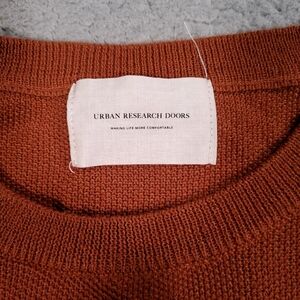 URBAN RESEARCH DOORS
MAKING LIFE MORE COMFORTABLE